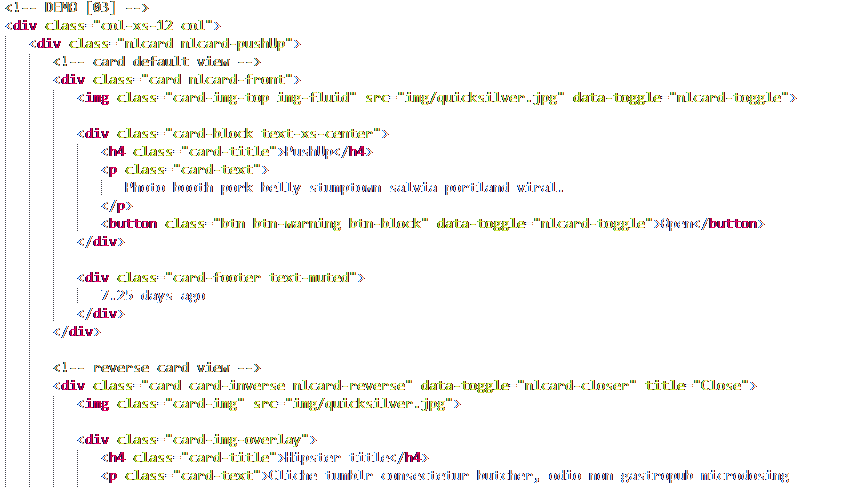 <!-- DEMO [03] -->
<div class="col-xs-12 col">
<div class="nlcard nlcard-pushUp">
<!-- card default view -->
<div class="card nlcard-front">
<img class="card-img-top img-fluid" src="img/quicksilver.jpg" data-toggle="nlcard-toggle">
<div class="card-block text-xs-center">
<h4 class="card-title">PushUp</h4>
<p class="card-text">
Photo booth pork belly stumptown salvia portland viral.
</p>
<button class="btn btn-warning btn-block" data-toggle="nlcard-toggle">Open</button>
</div>
<div class="card-footer text-muted">
7.25 days ago
</div>
</div>
<!-- reverse card view -->
<div class="card card-inverse nlcard-reverse" data-toggle="nlcard-closer" title="Close">
<img class="card-img" src="img/quicksilver.jpg">
<div class="card-img-overlay">
<h4 class="card-title">Hipster title</h4>
<p class="card-text">Cliche tumblr consectetur butcher, odio non gastropub microdosing